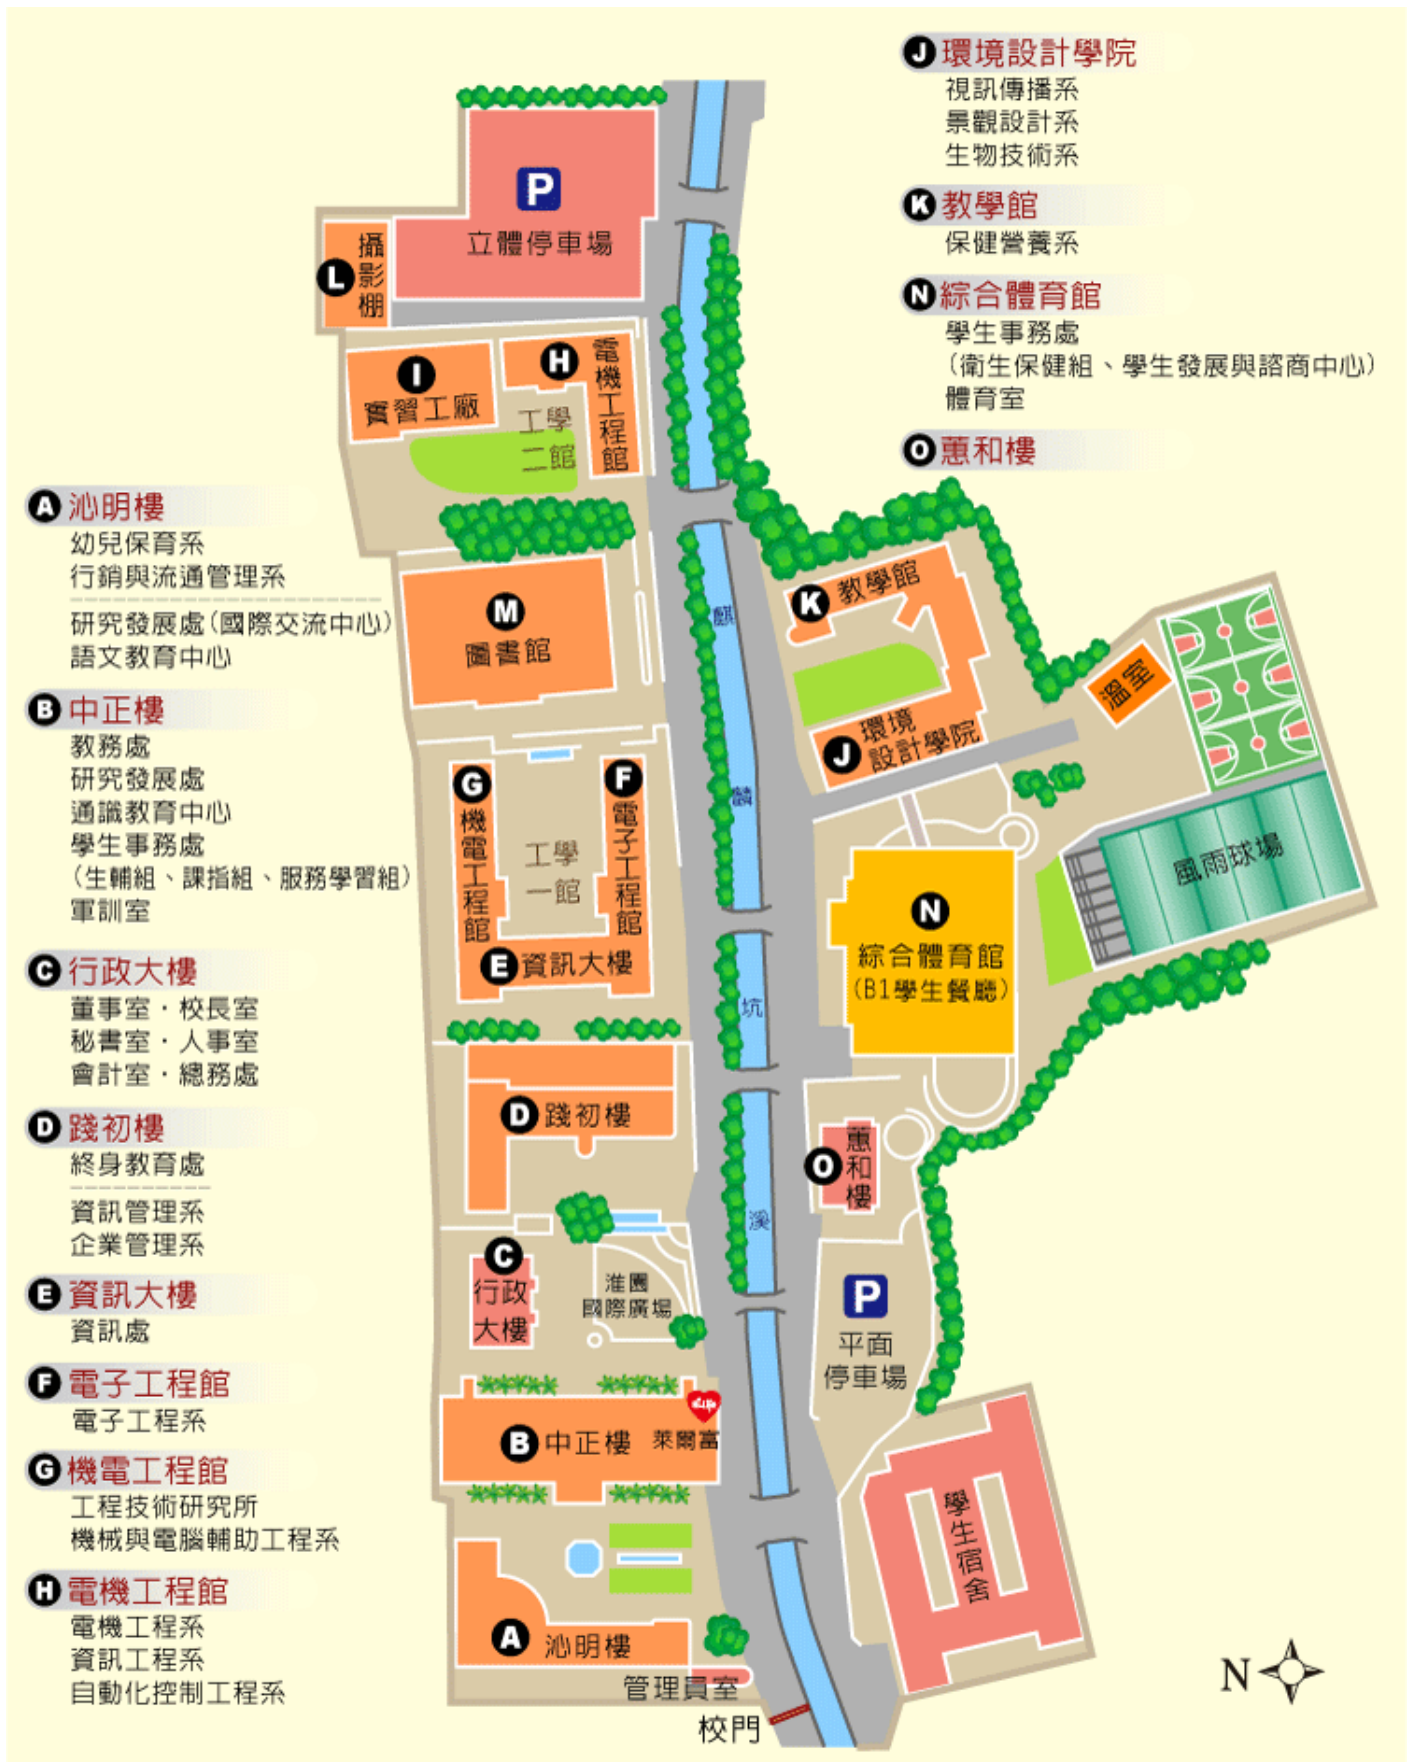 J 環境設計學院
視訊傳播系
景觀設計系
生物技術系
K 教學館
保健營養系
N 綜合體育館
學生事務處
(衛生保健組、學生發展與諮商中心)
體育室
O 蕙和樓
A 沁明樓
幼兒保育系
行銷與流通管理系
研究發展處(國際交流中心)
語文教育中心
B 中正樓
教務處
研究發展處
通識教育中心
學生事務處
(生輔組、課指組、服務學習組)
軍訓室
C 行政大樓
董事室・校長室
秘書室・人事室
會計室・總務處
D 踐初樓
終身教育處
資訊管理系
企業管理系
E 資訊大樓
資訊處
F 電子工程館
電子工程系
G 機電工程館
工程技術研究所
機械與電腦輔助工程系
H 電機工程館
電機工程系
資訊工程系
自動化控制工程系
P
立體停車場
L 攝影棚
I
實習工廠
H 電機工程館
工學
二館
M
圖書館
K 教學館
J 環境
設計學院
溫室
風雨球場
G
機電工程館
F
電子工程館
工學
一館
E 資訊大樓
N
綜合體育館
(B1學生餐廳)
麒
麟
坑
溪
D 踐初樓
O 蕙和樓
C
行政
大樓
淮園
國際廣場
P
平面
停車場
B 中正樓
萊爾富
學生宿舍
A 沁明樓
管理員室
校門
N